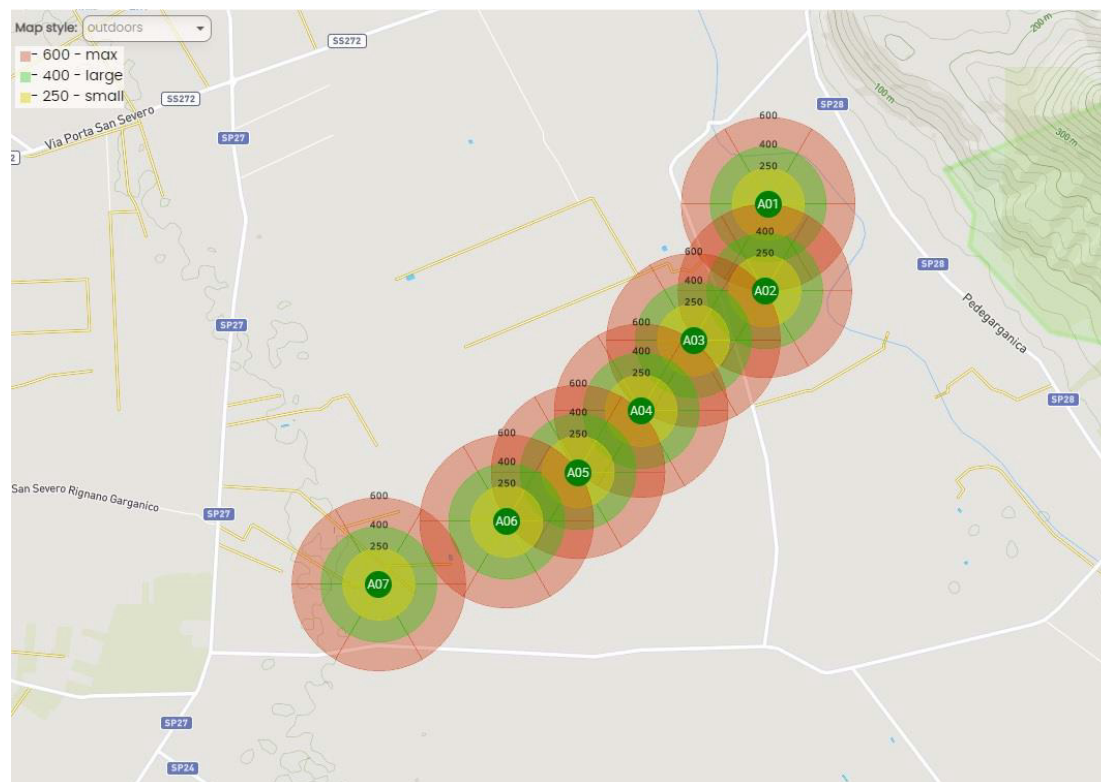 Map style: outdoors
- 600 - max
- 400 - large
- 250 - small
SS272
SS272
Via Porta San Severo
2
SP27
SP28
200 m
100 m
300 m
600
400
250
A01
400
250
A02
SP28
Pedegarganica
SP28
600
400
250
A03
SP27
600
400
250
A04
600
400
250
A05
600
400
250
A06
San Severo Rignano Garganico
SP27
600
400
250
A07
SP27
SP24